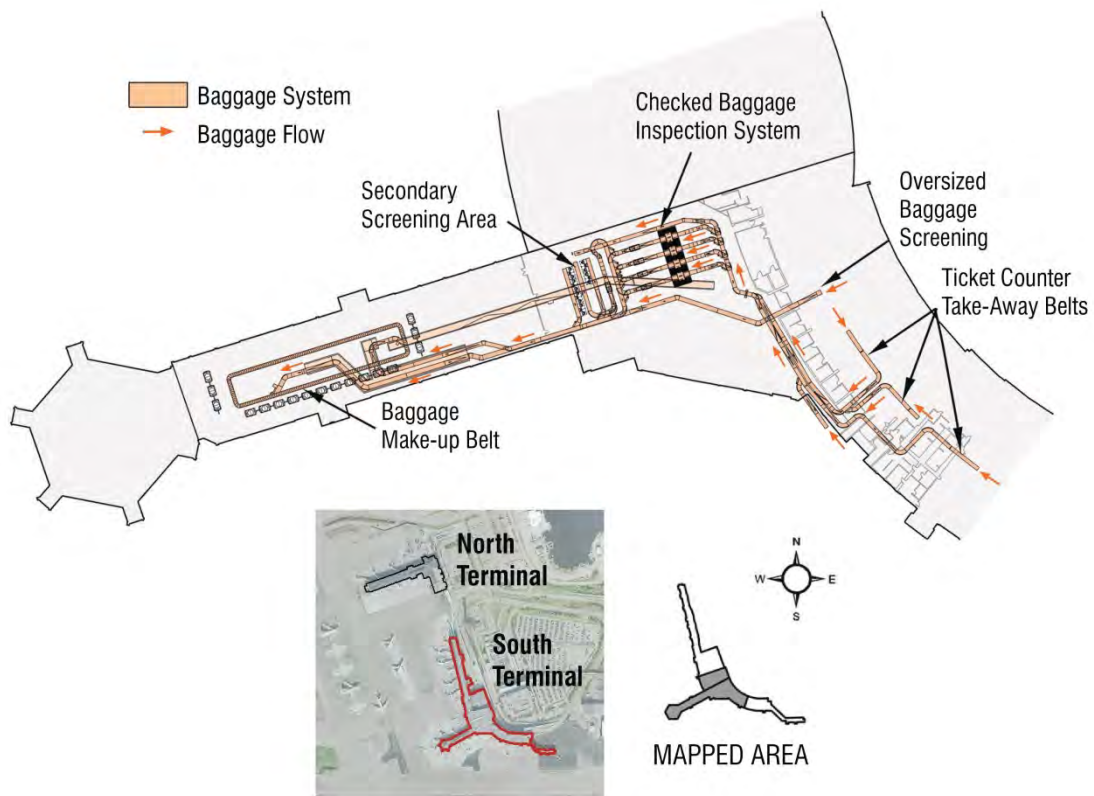 Baggage System
Baggage Flow
Checked Baggage
Inspection System
Secondary
Screening Area
Oversized
Baggage
Screening
Ticket Counter
Take-Away Belts
Baggage
Make-up Belt
North
Terminal
South
Terminal
N
W E
S
MAPPED AREA